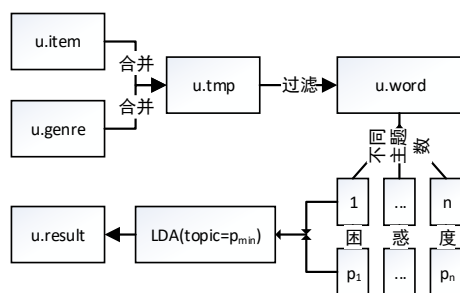 u.item
合并
u.tmp
过滤
u.word
合并
u.genre
不同
主题
数
1
...
n
困
惑
度
p₁
...
pₙ
LDA(topic=pₘᵢₙ)
u.result